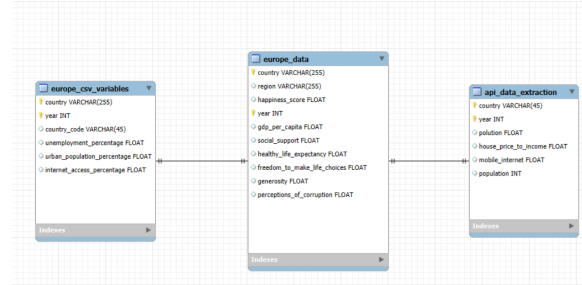 europe_csv_variables
country VARCHAR(255)
year INT
country_code VARCHAR(45)
unemployment_percentage FLOAT
urban_population_percentage FLOAT
internet_access_percentage FLOAT
Indexes
europe_data
country VARCHAR(255)
region VARCHAR(255)
happiness_score FLOAT
year INT
gdp_per_capita FLOAT
social_support FLOAT
healthy_life_expectancy FLOAT
freedom_to_make_life_choices FLOAT
generosity FLOAT
perceptions_of_corruption FLOAT
Indexes
api_data_extraction
country VARCHAR(45)
year INT
polution FLOAT
house_price_to_income FLOAT
mobile_internet FLOAT
population INT
Indexes